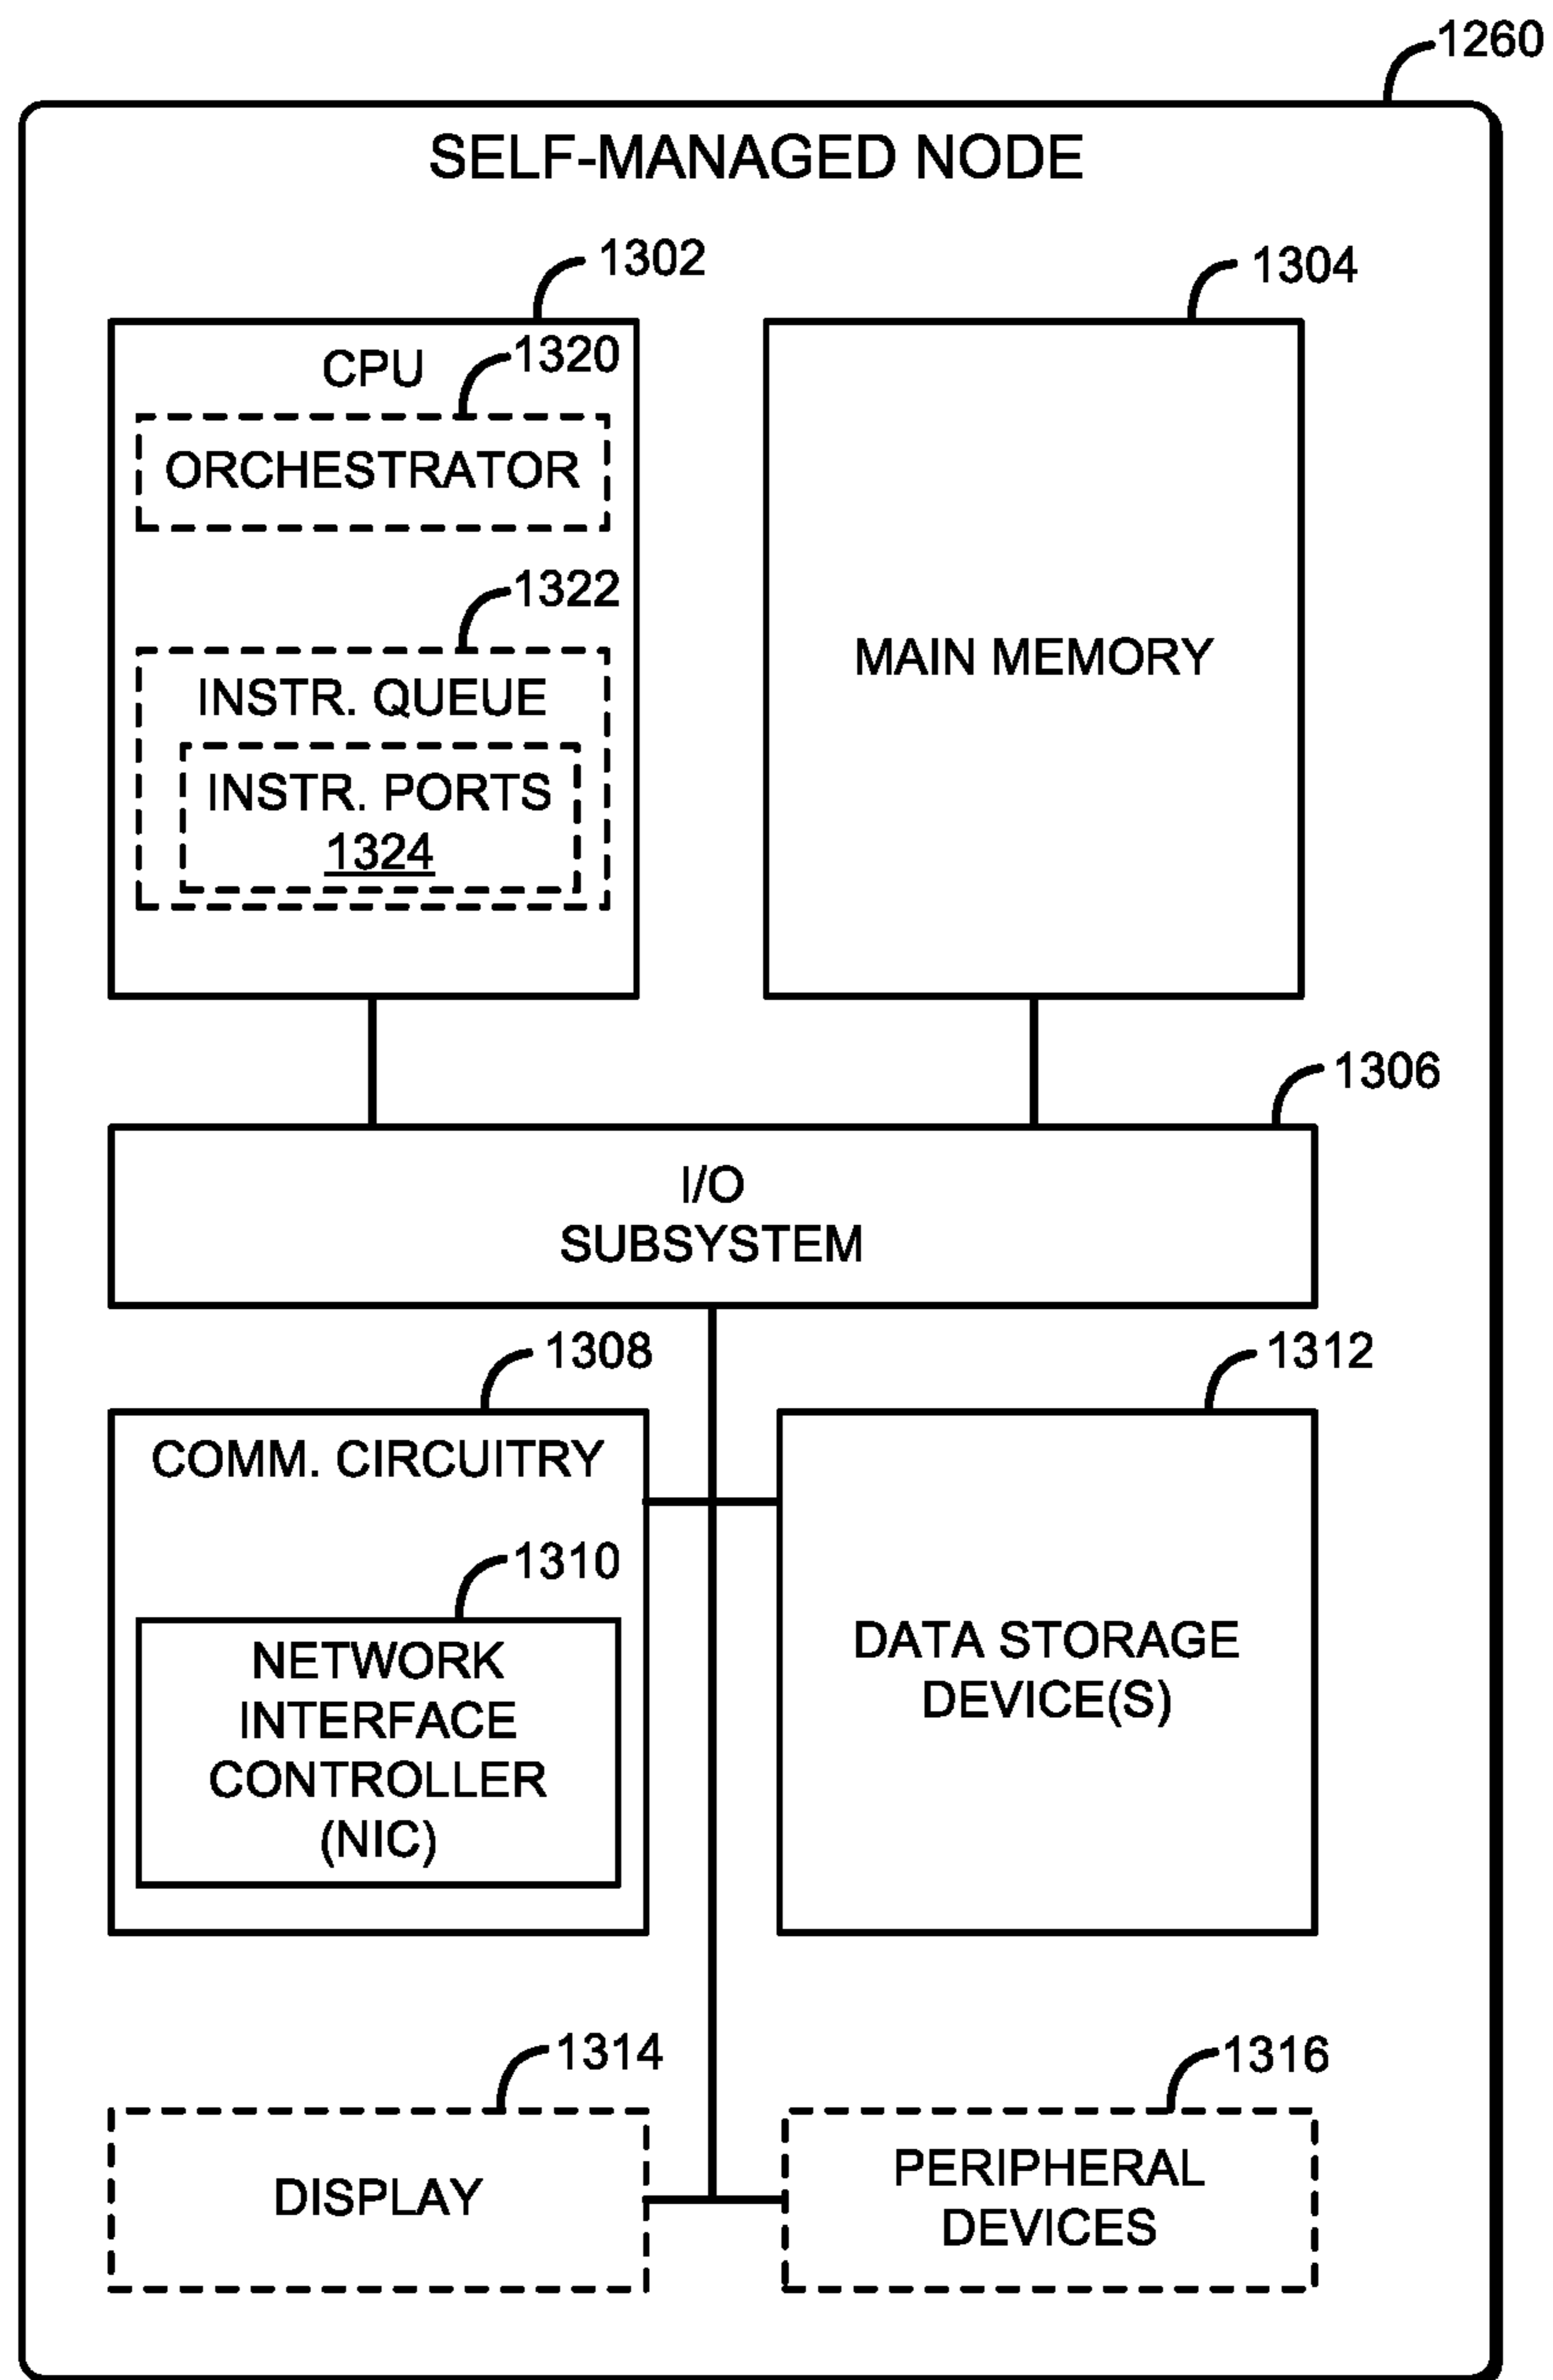 1260
SELF-MANAGED NODE
1302
1304
CPU
1320
ORCHESTRATOR
1322
INSTR. QUEUE
INSTR. PORTS
1324
MAIN MEMORY
1306
I/O
SUBSYSTEM
1308
1312
COMM. CIRCUITRY
1310
NETWORK
INTERFACE
CONTROLLER
(NIC)
DATA STORAGE
DEVICE(S)
1314
1316
DISPLAY
PERIPHERAL
DEVICES